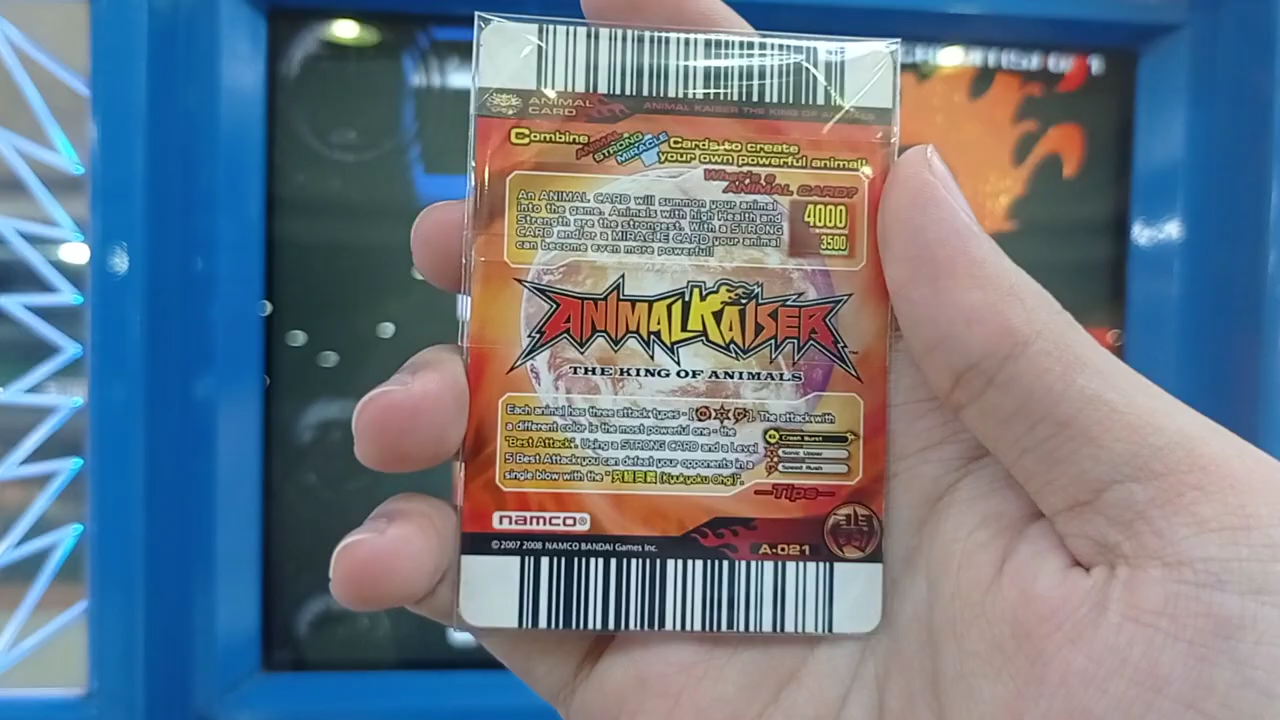 ANIMAL
CARD
ANIMAL KAISER THE KING OF ANIMALS
Combine ANIMAL STRONG MIRACLE Cards to create
your own powerful animal!
What's a
ANIMAL CARD?
An ANIMAL CARD will summon your animal
into the game. Animals with high Health and
Strength are the strongest. With a STRONG
CARD and/or a MIRACLE CARD your animal
can become even more powerful!
4000
3500
ANIMAL KAISER™
THE KING OF ANIMALS
Each animal has three attack types - [ ]. The attack with
a different color is the most powerful one - the
"Best Attack". Using a STRONG CARD and a Level
5 Best Attack you can defeat your opponents in a
single blow with the "究極奥義 (Kyukyoku Ongi)".
Crash Burst
Sonic Upper
Speed Rush
Tips
namco®
©2007 2008 NAMCO BANDAI Games Inc.
A-021